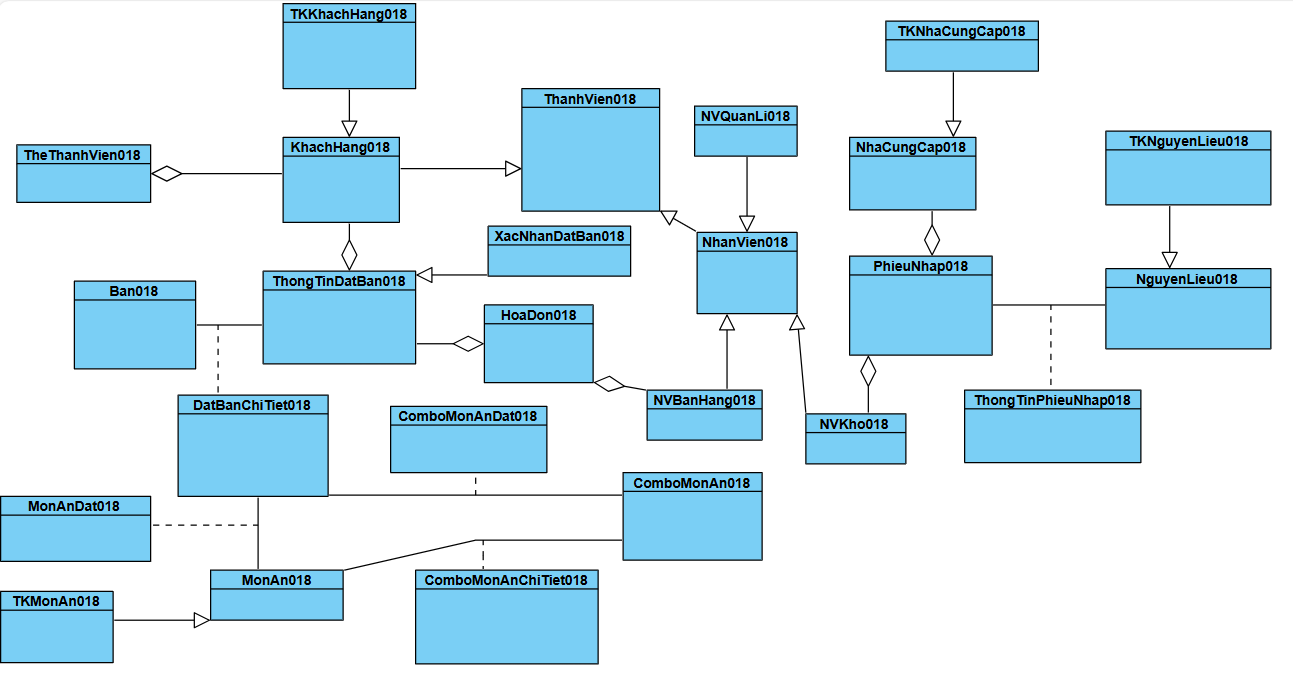 TKKhachHang018
TKNhaCungCap018
ThanhVien018
NVQuanLi018
TheThanhVien018
KhachHang018
NhaCungCap018
TKNguyenLieu018
XacNhanDatBan018
NhanVien018
PhieuNhap018
NguyenLieu018
Ban018
ThongTinDatBan018
HoaDon018
DatBanChiTiet018
ComboMonAnDat018
NVBanHang018
NVKho018
ThongTinPhieuNhap018
MonAnDat018
ComboMonAn018
MonAn018
ComboMonAnChiTiet018
TKMonAn018